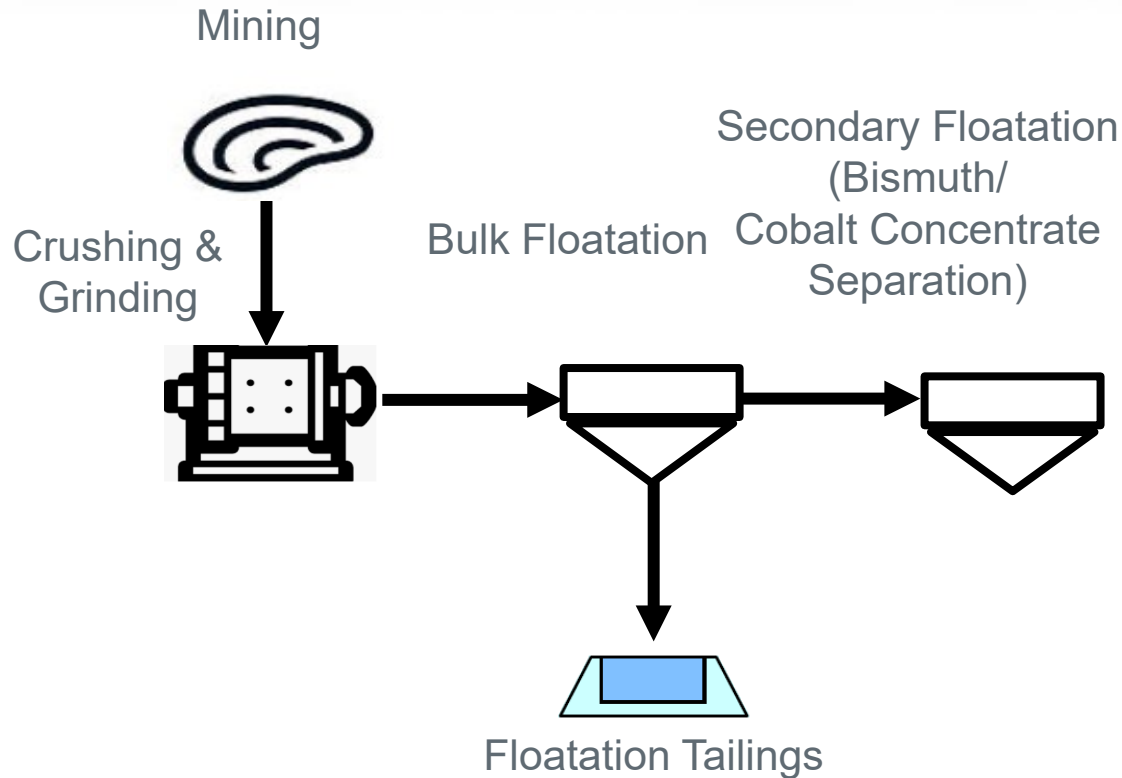 Mining
Secondary Floatation
(Bismuth/
Cobalt Concentrate
Separation)
Crushing &
Grinding
Bulk Floatation
Floatation Tailings